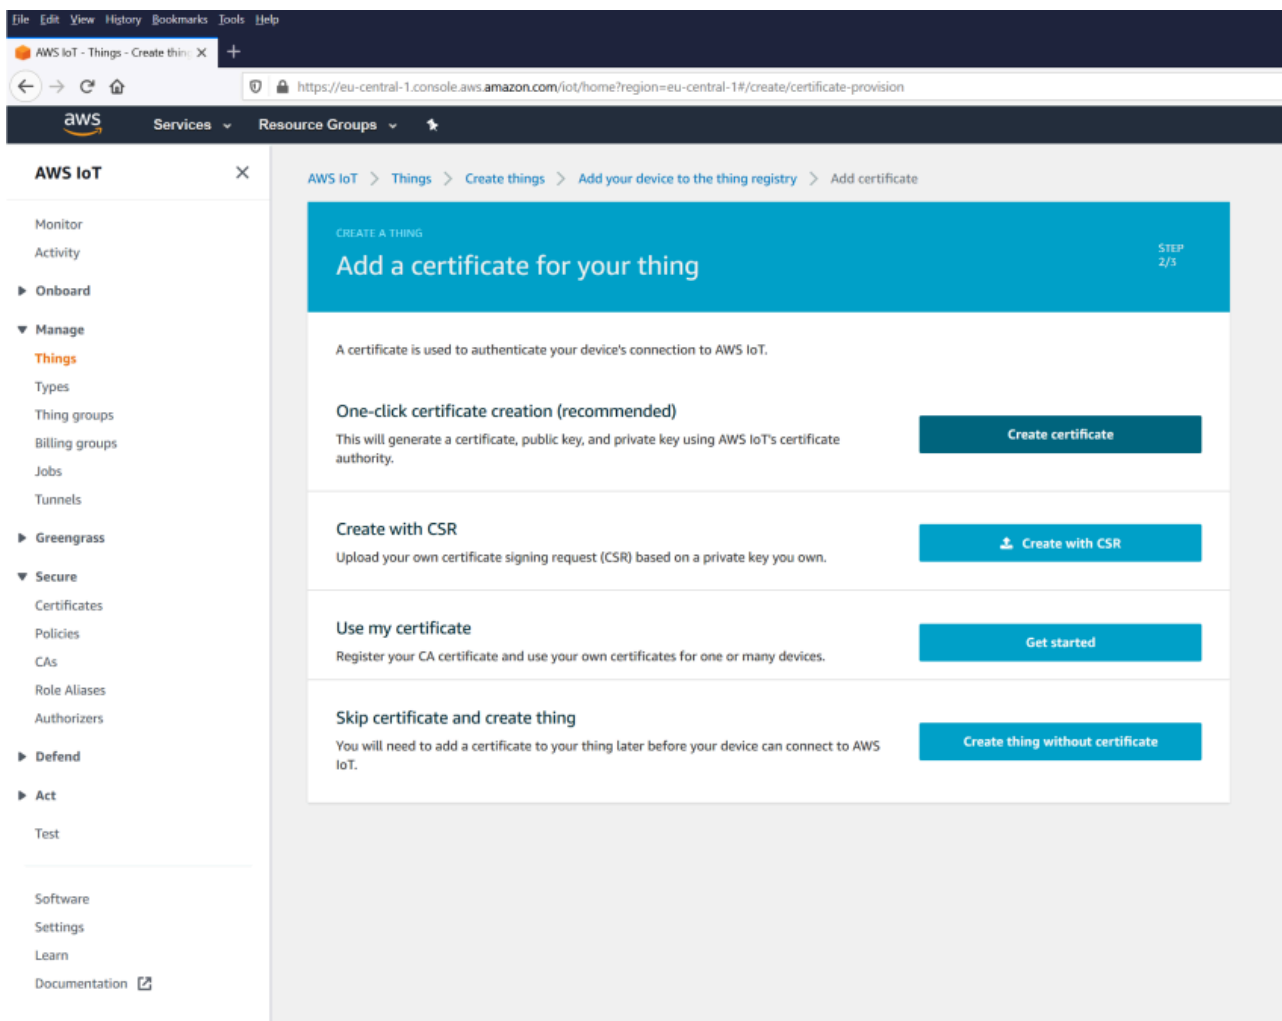 File Edit View History Bookmarks Tools Help
AWS IoT - Things - Create thin
https://eu-central-1.console.aws.amazon.com/iot/home?region=eu-central-1#/create/certificate-provision
aws Services Resource Groups
AWS IoT
Monitor
Activity
Onboard
Manage
Things
Types
Thing groups
Billing groups
Jobs
Tunnels
Greengrass
Secure
Certificates
Policies
CAs
Role Aliases
Authorizers
Defend
Act
Test
Software
Settings
Learn
Documentation
AWS IoT > Things > Create things > Add your device to the thing registry > Add certificate
CREATE A THING
Add a certificate for your thing
STEP
2/3
A certificate is used to authenticate your device's connection to AWS IoT.
One-click certificate creation (recommended)
This will generate a certificate, public key, and private key using AWS IoT's certificate
authority.
Create certificate
Create with CSR
Upload your own certificate signing request (CSR) based on a private key you own.
Create with CSR
Use my certificate
Register your CA certificate and use your own certificates for one or many devices.
Get started
Skip certificate and create thing
You will need to add a certificate to your thing later before your device can connect to AWS
IoT.
Create thing without certificate